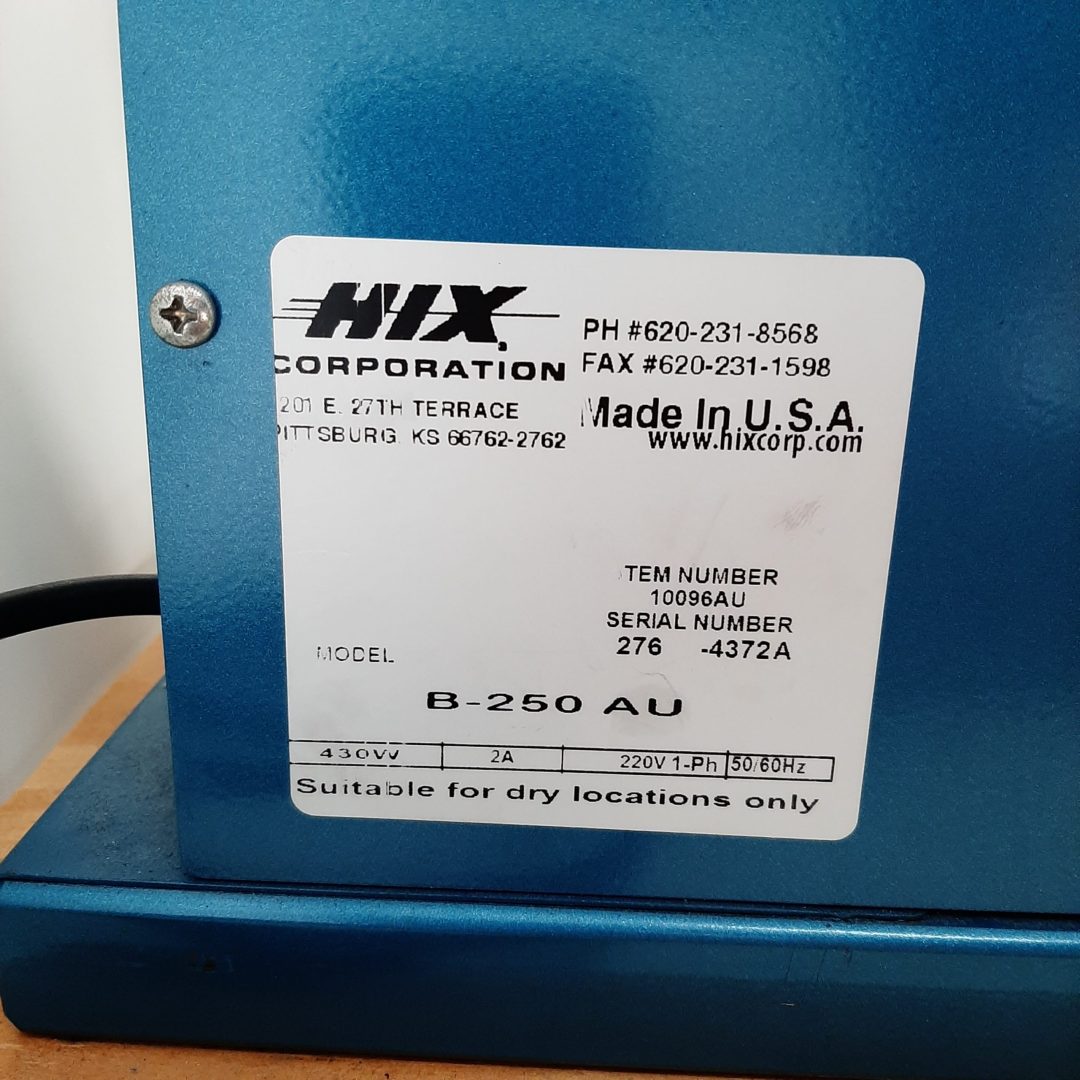 HIX
CORPORATION
201 E. 27TH TERRACE
PITTSBURG, KS 66762-2762
PH #620-231-8568
FAX #620-231-1598
Made In U.S.A.
www.hixcorp.com
ITEM NUMBER
10096AU
SERIAL NUMBER
276 -4372A
MODEL
B-250 AU
430W 2A 220V 1-Ph 50/60Hz
Suitable for dry locations only